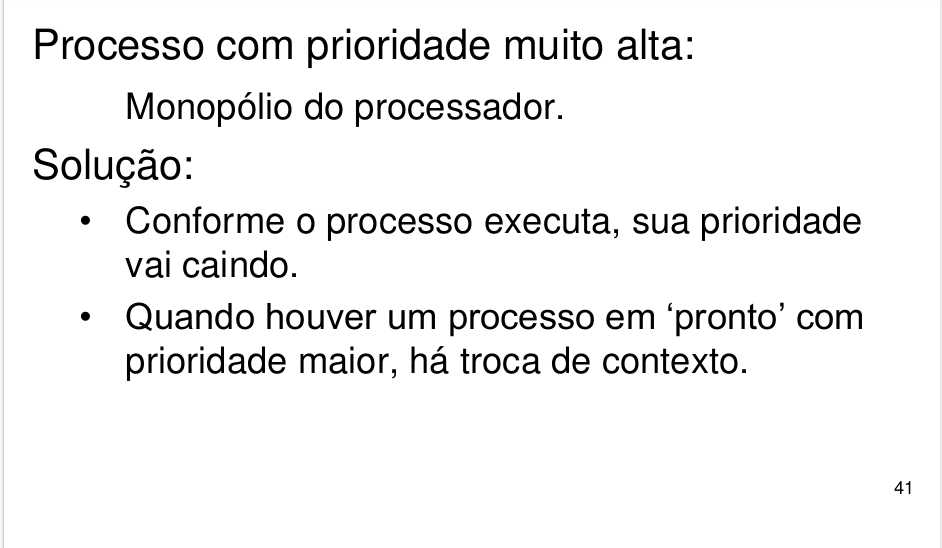 Processo com prioridade muito alta:
Monopólio do processador.
Solução:
• Conforme o processo executa, sua prioridade
vai caindo.
• Quando houver um processo em ‘pronto’ com
prioridade maior, há troca de contexto.
41